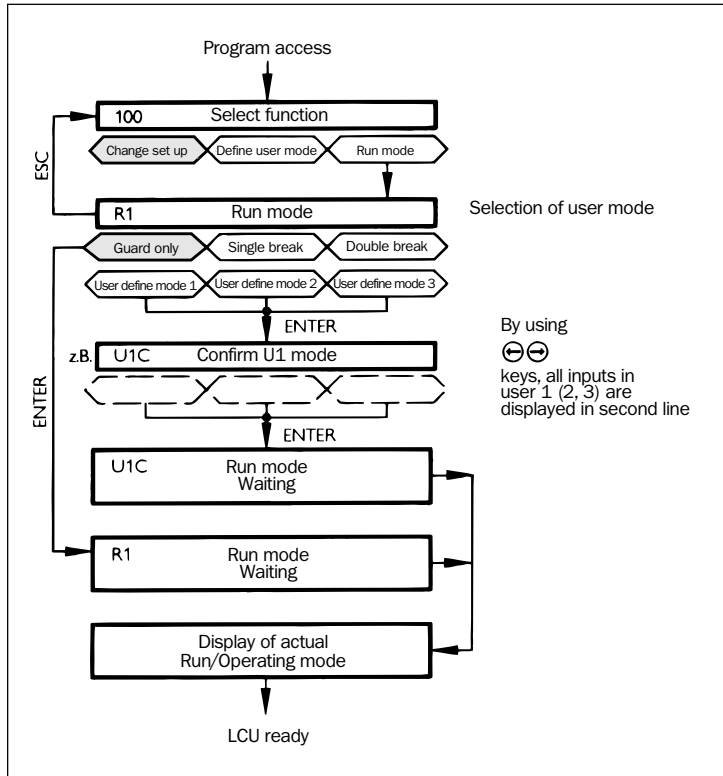 Program access
100 Select function
Change set up Define user mode Run mode
ESC
R1 Run mode
Selection of user mode
Guard only Single break Double break
User define mode 1 User define mode 2 User define mode 3
ENTER
z.B. U1C Confirm U1 mode
By using
keys, all inputs in
user 1 (2, 3) are
displayed in second line
ENTER
ENTER
U1C Run mode
Waiting
R1 Run mode
Waiting
Display of actual
Run/Operating mode
LCU ready